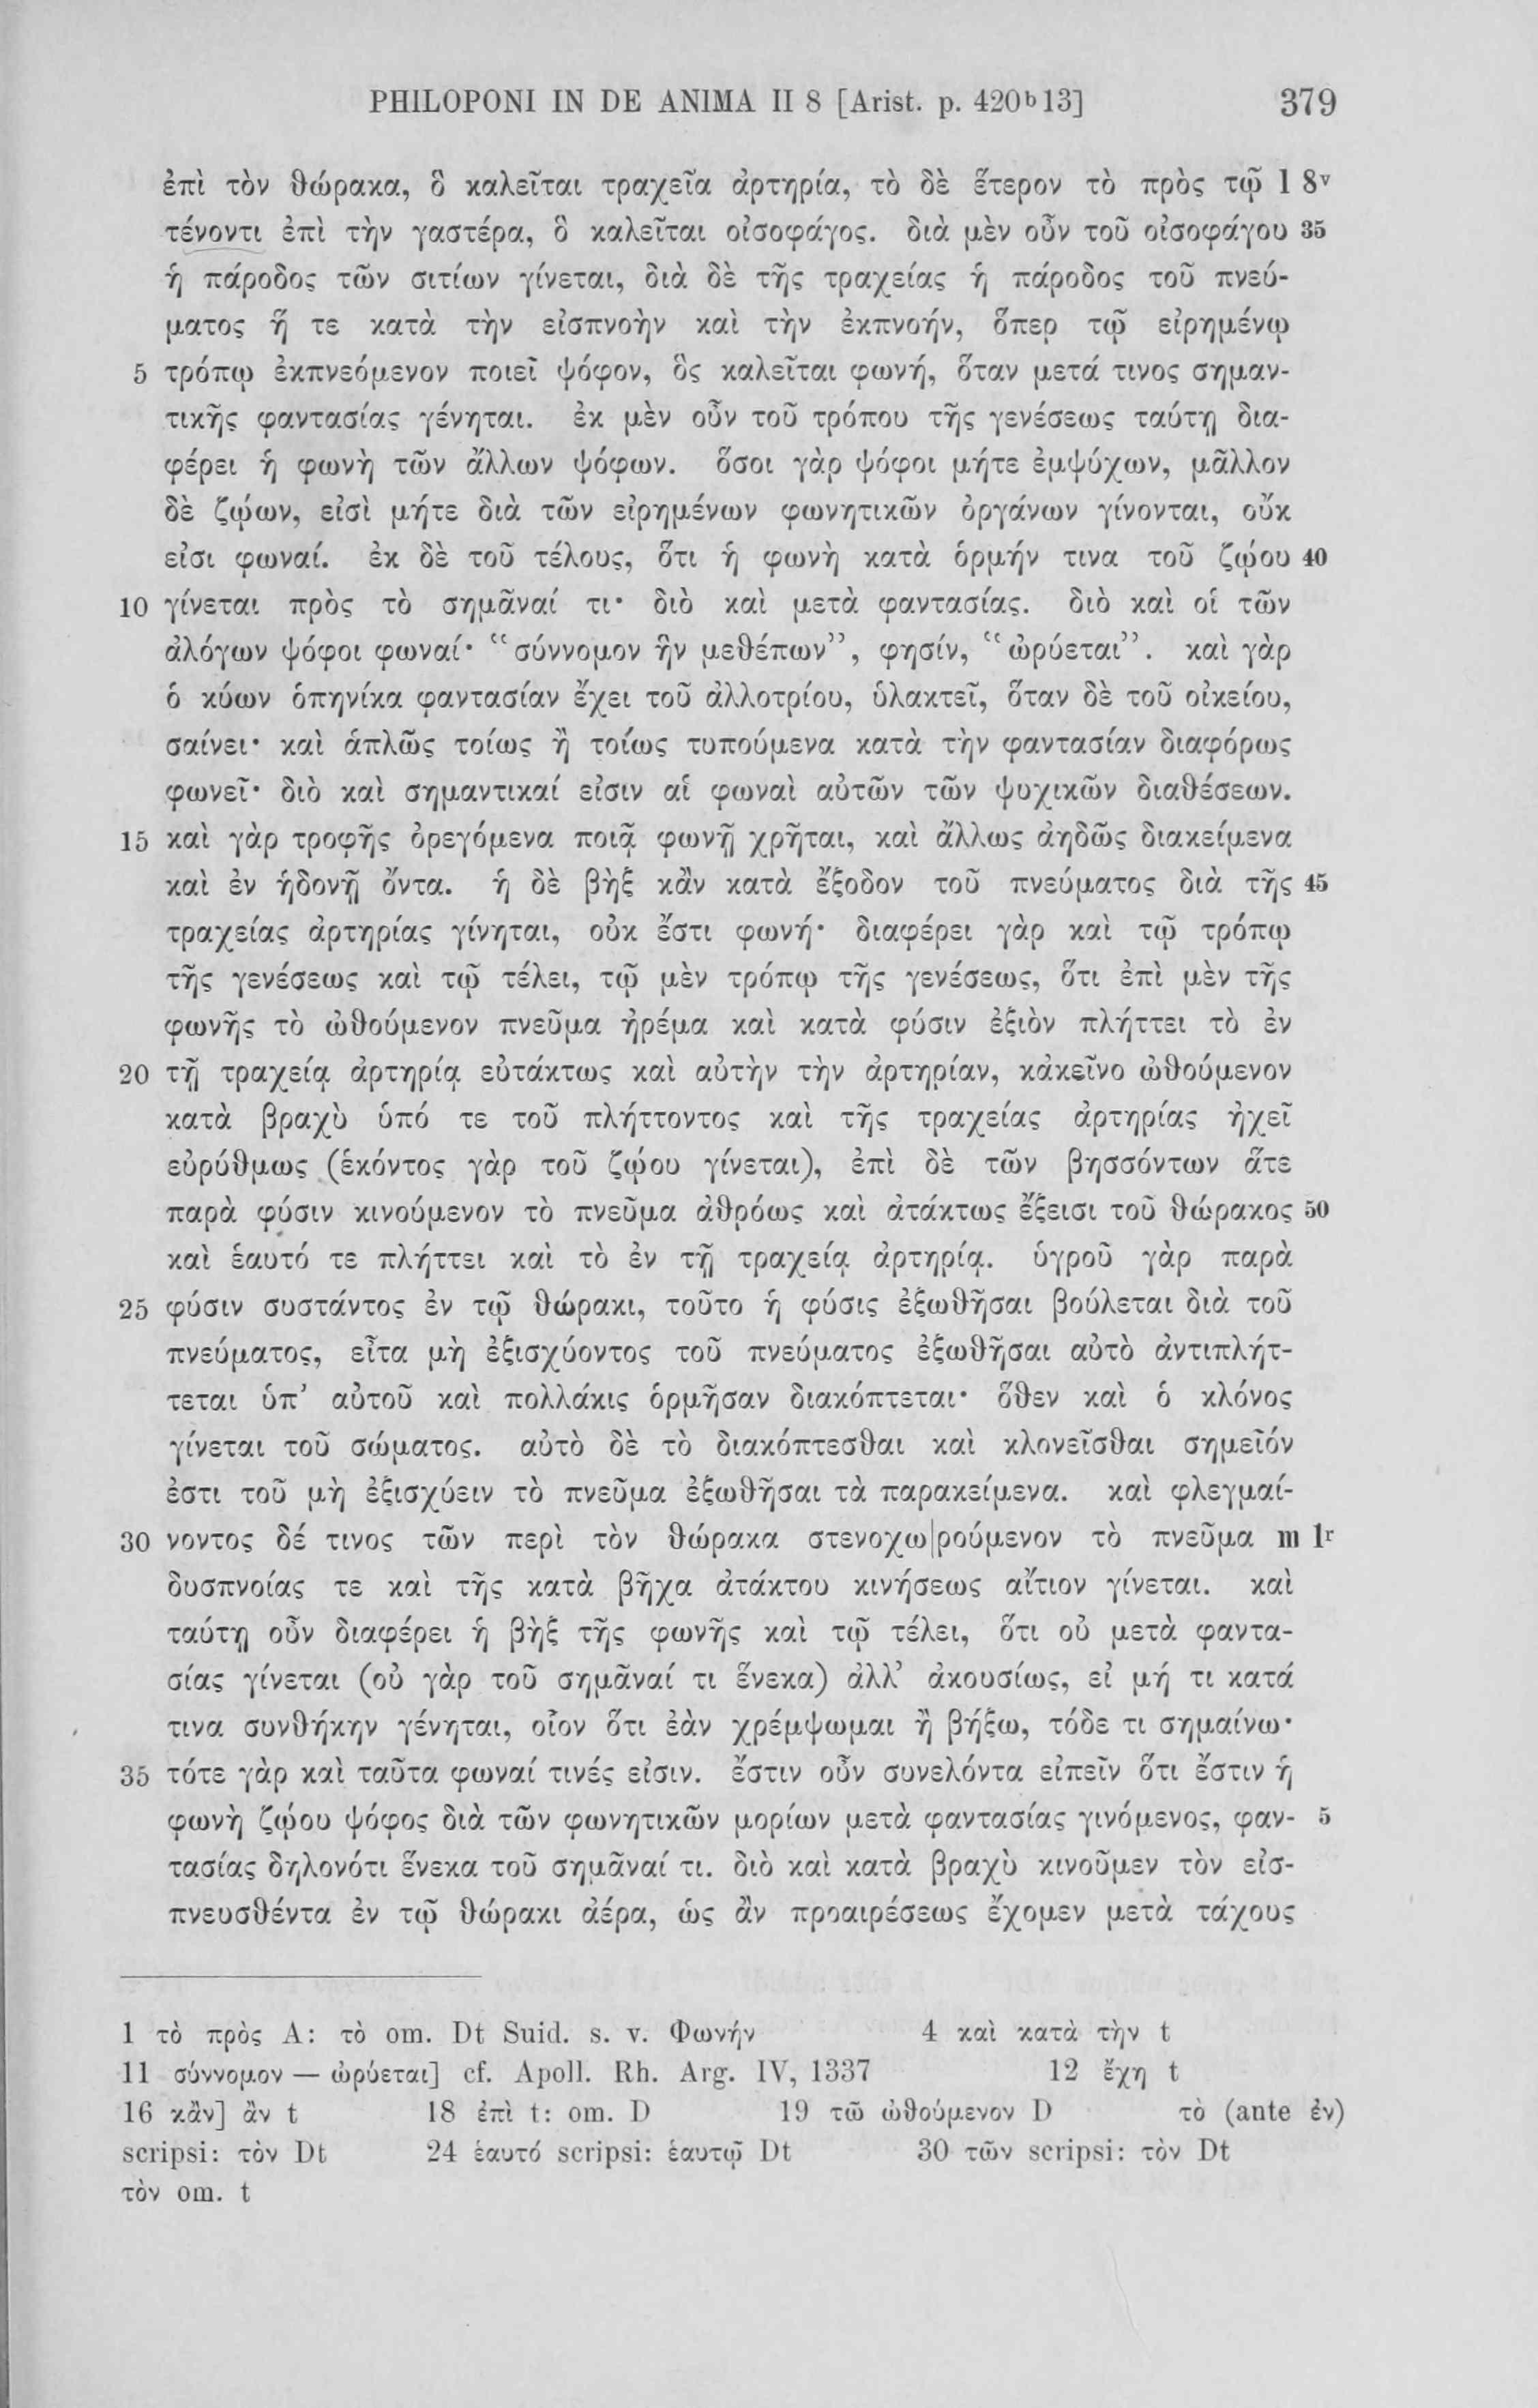 PHILOPONI IN DE ANIMA II 8 [Arist. p. 420ᵇ13] 379
ἐπὶ τὸν θώρακα, ὃ καλεῖται τραχεῖα ἀρτηρία, τὸ δὲ ἕτερον τὸ πρὸς τῷ l 8ᵛ
τένοντι ἐπὶ τὴν γαστέρα, ὃ καλεῖται οἰσοφάγος. διὰ μὲν οὖν τοῦ οἰσοφάγου 35
ἡ πάροδος τῶν σιτίων γίνεται, διὰ δὲ τῆς τραχείας ἡ πάροδος τοῦ πνεύ-
ματος ἥ τε κατὰ τὴν εἰσπνοὴν καὶ τὴν ἐκπνοήν, ὅπερ τῷ εἰρημένῳ
5 τρόπῳ ἐκπνεόμενον ποιεῖ ψόφον, ὃς καλεῖται φωνή, ὅταν μετά τινος σημαν-
τικῆς φαντασίας γένηται. ἐκ μὲν οὖν τοῦ τρόπου τῆς γενέσεως ταύτῃ δια-
φέρει ἡ φωνὴ τῶν ἄλλων ψόφων. ὅσοι γὰρ ψόφοι μήτε ἐμψύχων, μᾶλλον
δὲ ζῴων, εἰσὶ μήτε διὰ τῶν εἰρημένων φωνητικῶν ὀργάνων γίνονται, οὔκ
εἰσι φωναί. ἐκ δὲ τοῦ τέλους, ὅτι ἡ φωνὴ κατὰ ὁρμήν τινα τοῦ ζῴου 40
10 γίνεται πρὸς τὸ σημᾶναί τι· διὸ καὶ μετὰ φαντασίας. διὸ καὶ οἱ τῶν
ἀλόγων ψόφοι φωναί· “σύννομον ἣν μεθέπων”, φησίν, “ὠρύεται”. καὶ γὰρ
ὁ κύων ὁπηνίκα φαντασίαν ἔχει τοῦ ἀλλοτρίου, ὑλακτεῖ, ὅταν δὲ τοῦ οἰκείου,
σαίνει· καὶ ἁπλῶς τοίως ἢ τοίως τυπούμενα κατὰ τὴν φαντασίαν διαφόρως
φωνεῖ· διὸ καὶ σημαντικαί εἰσιν αἱ φωναὶ αὐτῶν τῶν ψυχικῶν διαθέσεων.
15 καὶ γὰρ τροφῆς ὀρεγόμενα ποιᾷ φωνῇ χρῆται, καὶ ἄλλως ἀηδῶς διακείμενα
καὶ ἐν ἡδονῇ ὄντα. ἡ δὲ βὴξ κἂν κατὰ ἔξοδον τοῦ πνεύματος διὰ τῆς 45
τραχείας ἀρτηρίας γίνηται, οὐκ ἔστι φωνή· διαφέρει γὰρ καὶ τῷ τρόπῳ
τῆς γενέσεως καὶ τῷ τέλει, τῷ μὲν τρόπῳ τῆς γενέσεως, ὅτι ἐπὶ μὲν τῆς
φωνῆς τὸ ὠθούμενον πνεῦμα ἠρέμα καὶ κατὰ φύσιν ἐξιὸν πλήττει τὸ ἐν
20 τῇ τραχείᾳ ἀρτηρίᾳ εὐτάκτως καὶ αὐτὴν τὴν ἀρτηρίαν, κἀκεῖνο ὠθούμενον
κατὰ βραχὺ ὑπό τε τοῦ πλήττοντος καὶ τῆς τραχείας ἀρτηρίας ἠχεῖ
εὐρύθμως (ἑκόντος γὰρ τοῦ ζῴου γίνεται), ἐπὶ δὲ τῶν βησσόντων ἅτε
παρὰ φύσιν κινούμενον τὸ πνεῦμα ἀθρόως καὶ ἀτάκτως ἔξεισι τοῦ θώρακος 50
καὶ ἑαυτό τε πλήττει καὶ τὸ ἐν τῇ τραχείᾳ ἀρτηρίᾳ. ὑγροῦ γὰρ παρὰ
25 φύσιν συστάντος ἐν τῷ θώρακι, τοῦτο ἡ φύσις ἐξωθῆσαι βούλεται διὰ τοῦ
πνεύματος, εἶτα μὴ ἐξισχύοντος τοῦ πνεύματος ἐξωθῆσαι αὐτὸ ἀντιπλήτ-
τεται ὑπ’ αὐτοῦ καὶ πολλάκις ὁρμῆσαν διακόπτεται· ὅθεν καὶ ὁ κλόνος
γίνεται τοῦ σώματος. αὐτὸ δὲ τὸ διακόπτεσθαι καὶ κλονεῖσθαι σημεῖόν
ἐστι τοῦ μὴ ἐξισχύειν τὸ πνεῦμα ἐξωθῆσαι τὰ παρακείμενα. καὶ φλεγμαί-
30 νοντος δέ τινος τῶν περὶ τὸν θώρακα στενοχω|ρούμενον τὸ πνεῦμα m 1ʳ
δυσπνοίας τε καὶ τῆς κατὰ βῆχα ἀτάκτου κινήσεως αἴτιον γίνεται. καὶ
ταύτῃ οὖν διαφέρει ἡ βὴξ τῆς φωνῆς καὶ τῷ τέλει, ὅτι οὐ μετὰ φαντα-
σίας γίνεται (οὐ γὰρ τοῦ σημᾶναί τι ἕνεκα) ἀλλ’ ἀκουσίως, εἰ μή τι κατά
τινα συνθήκην γένηται, οἷον ὅτι ἐὰν χρέμψωμαι ἢ βήξω, τόδε τι σημαίνω·
35 τότε γὰρ καὶ ταῦτα φωναί τινές εἰσιν. ἔστιν οὖν συνελόντα εἰπεῖν ὅτι ἔστιν ἡ
φωνὴ ζῴου ψόφος διὰ τῶν φωνητικῶν μορίων μετὰ φαντασίας γινόμενος, φαν- 5
τασίας δηλονότι ἕνεκα τοῦ σημᾶναί τι. διὸ καὶ κατὰ βραχὺ κινοῦμεν τὸν εἰσ-
πνευσθέντα ἐν τῷ θώρακι ἀέρα, ὡς ἂν προαιρέσεως ἔχομεν μετὰ τάχους
1 τὸ πρὸς A: τὸ om. Dt Suid. s. v. Φωνήν 4 καὶ κατὰ τὴν t
11 σύννομον — ὠρύεται] cf. Apoll. Rh. Arg. IV, 1337 12 ἔχη t
16 κἂν] ἂν t 18 ἐπὶ t: om. D 19 τῶ ὠθούμενον D τὸ (ante ἐν)
scripsi: τὸν Dt 24 ἑαυτό scripsi: ἑαυτῷ Dt 30 τῶν scripsi: τὸν Dt
τὸν om. t